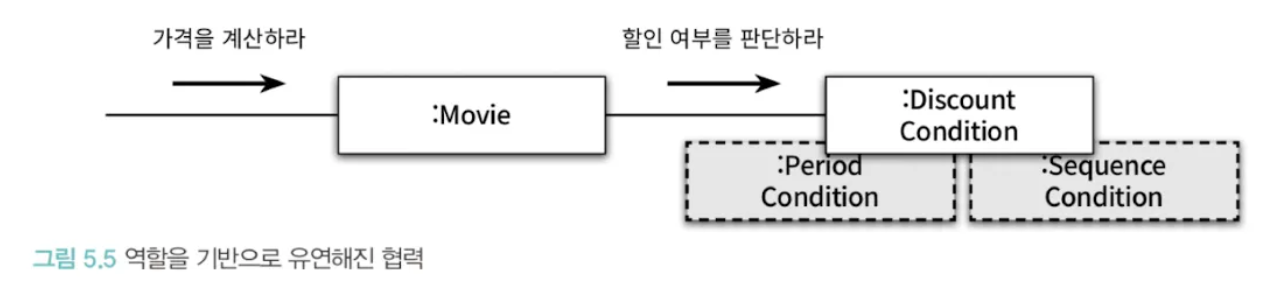 가격을 계산하라
할인 여부를 판단하라
:Movie
:Discount
Condition
:Period
Condition
:Sequence
Condition
그림 5.5 역할을 기반으로 유연해진 협력